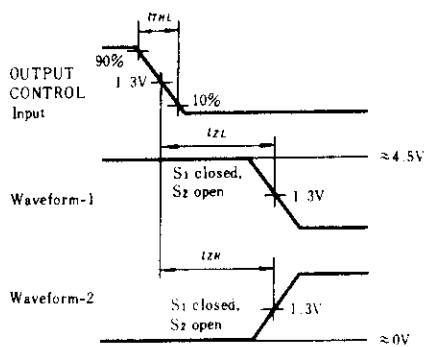 tTHL
90%
OUTPUT
CONTROL
Input
1.3V
10%
tZL
≈4.5V
S1 closed,
S2 open
Waveform-1
1.3V
tZH
Waveform-2
S1 closed,
S2 open
1.3V
≈0V